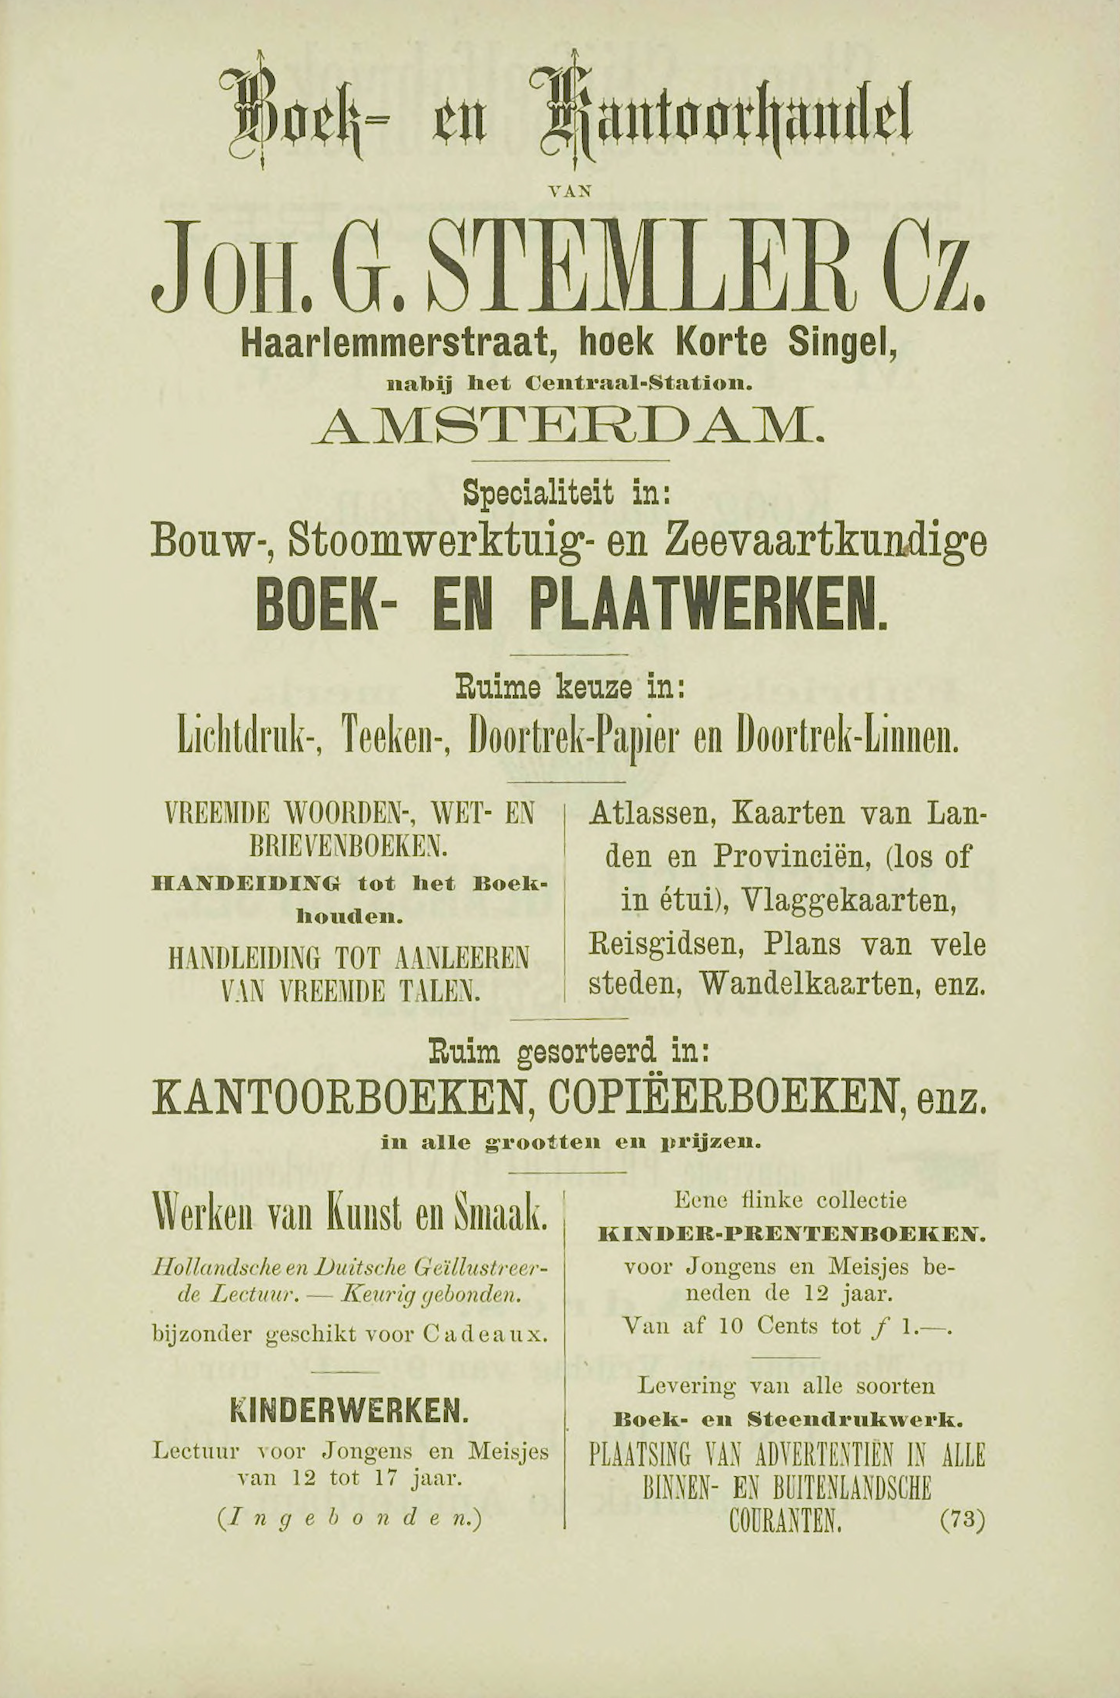 Boek- en Kantoorhandel
VAN
JOH. G. STEMLER CZ.
Haarlemmerstraat, hoek Korte Singel,
nabij het Centraal-Station.
AMSTERDAM.
Specialiteit in:
Bouw-, Stoomwerktuig- en Zeevaartkundige
BOEK- EN PLAATWERKEN.
Ruime keuze in:
Lichtdruk-, Teeken-, Doortrek-Papier en Doortrek-Linnen.
VREEMDE WOORDEN-, WET- EN
BRIEVENBOEKEN.
HANDEIDING tot het Boek-
houden.
HANDLEIDING TOT AANLEEREN
VAN VREEMDE TALEN.
Atlassen, Kaarten van Lan-
den en Provinciën, (los of
in étui), Vlaggekaarten,
Reisgidsen, Plans van vele
steden, Wandelkaarten, enz.
Ruim gesorteerd in:
KANTOORBOEKEN, COPIËERBOEKEN, enz.
in alle grootten en prijzen.
Werken van Kunst en Smaak.
Hollandsche en Duitsche Geïllustreer-
de Lectuur. — Keurig gebonden.
bijzonder geschikt voor Cadeaux.
KINDERWERKEN.
Lectuur voor Jongens en Meisjes
van 12 tot 17 jaar.
(Ingebonden.)
Eene flinke collectie
KINDER-PRENTENBOEKEN.
voor Jongens en Meisjes be-
neden de 12 jaar.
Van af 10 Cents tot ƒ 1.—.
Levering van alle soorten
Boek- en Steendrukwerk.
PLAATSING VAN ADVERTENTIËN IN ALLE
BINNEN- EN BUITENLANDSCHE
COURANTEN. (73)